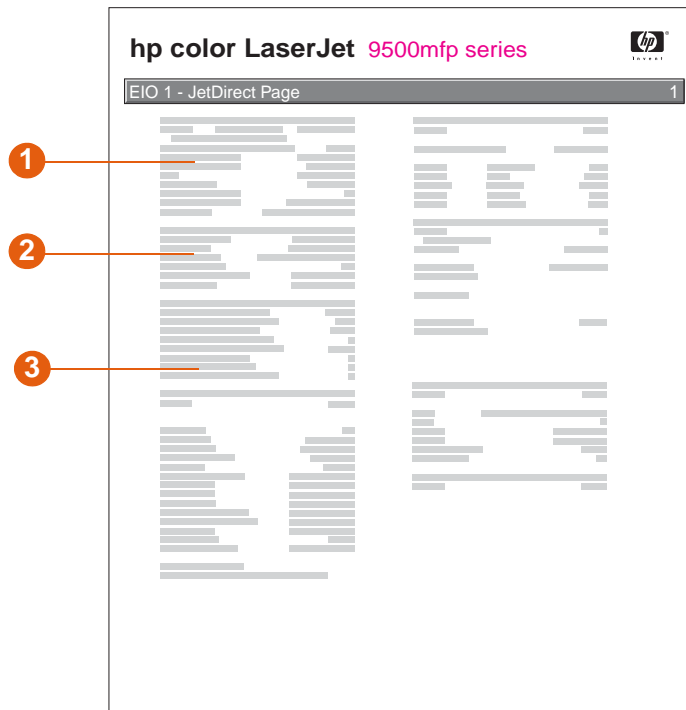 hp color LaserJet 9500mfp series
hp
invent
EIO 1 - JetDirect Page 1
1
2
3